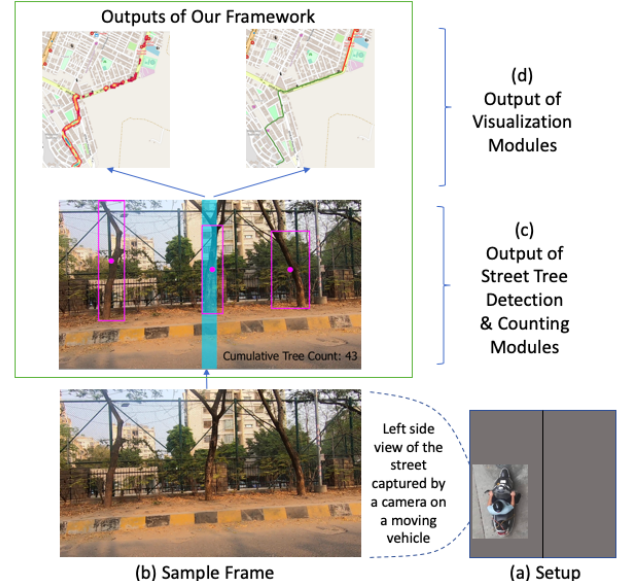 Outputs of Our Framework
(d)
Output of
Visualization
Modules
(c)
Output of
Street Tree
Detection
& Counting
Modules
Cumulative Tree Count: 43
Left side
view of the
street
captured by
a camera on
a moving
vehicle
(b) Sample Frame
(a) Setup